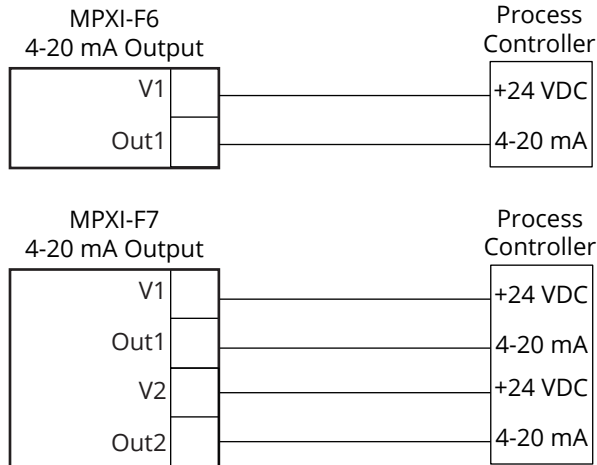 MPXI-F6
4-20 mA Output
Process
Controller
V1
+24 VDC
Out1
4-20 mA
MPXI-F7
4-20 mA Output
Process
Controller
V1
+24 VDC
Out1
4-20 mA
V2
+24 VDC
Out2
4-20 mA